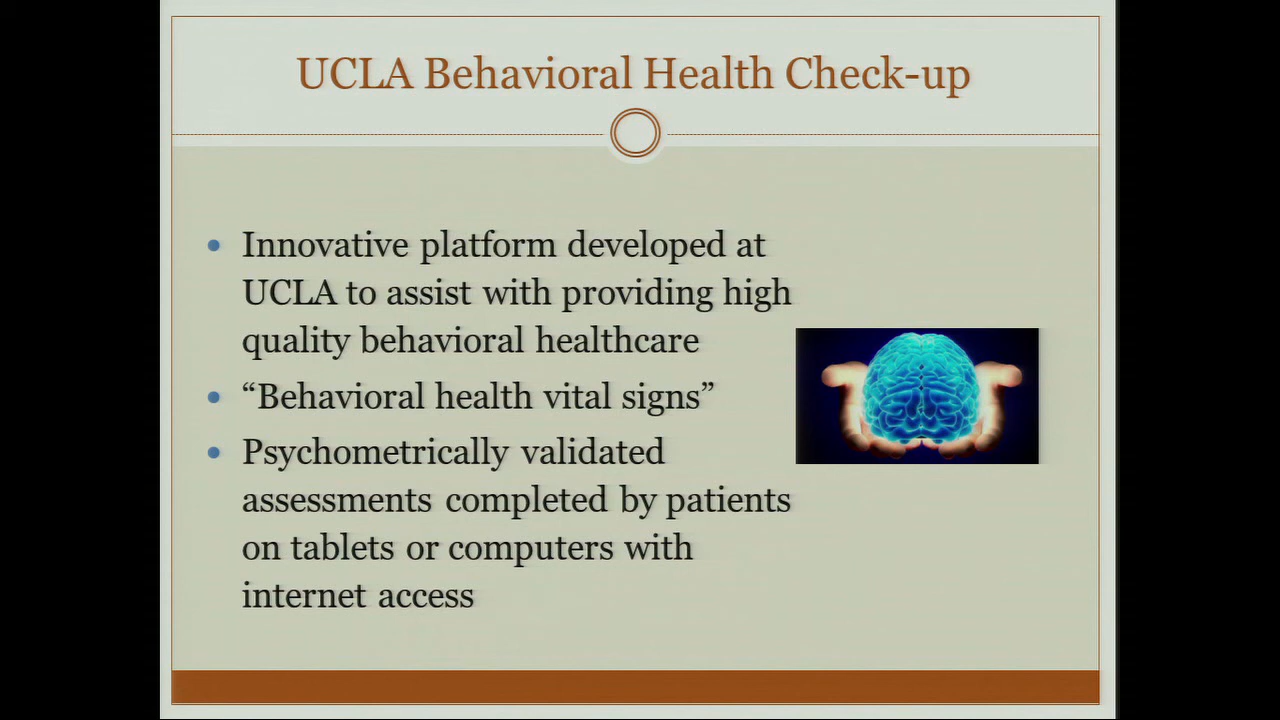 UCLA Behavioral Health Check-up
• Innovative platform developed at
UCLA to assist with providing high
quality behavioral healthcare
• “Behavioral health vital signs”
• Psychometrically validated
assessments completed by patients
on tablets or computers with
internet access